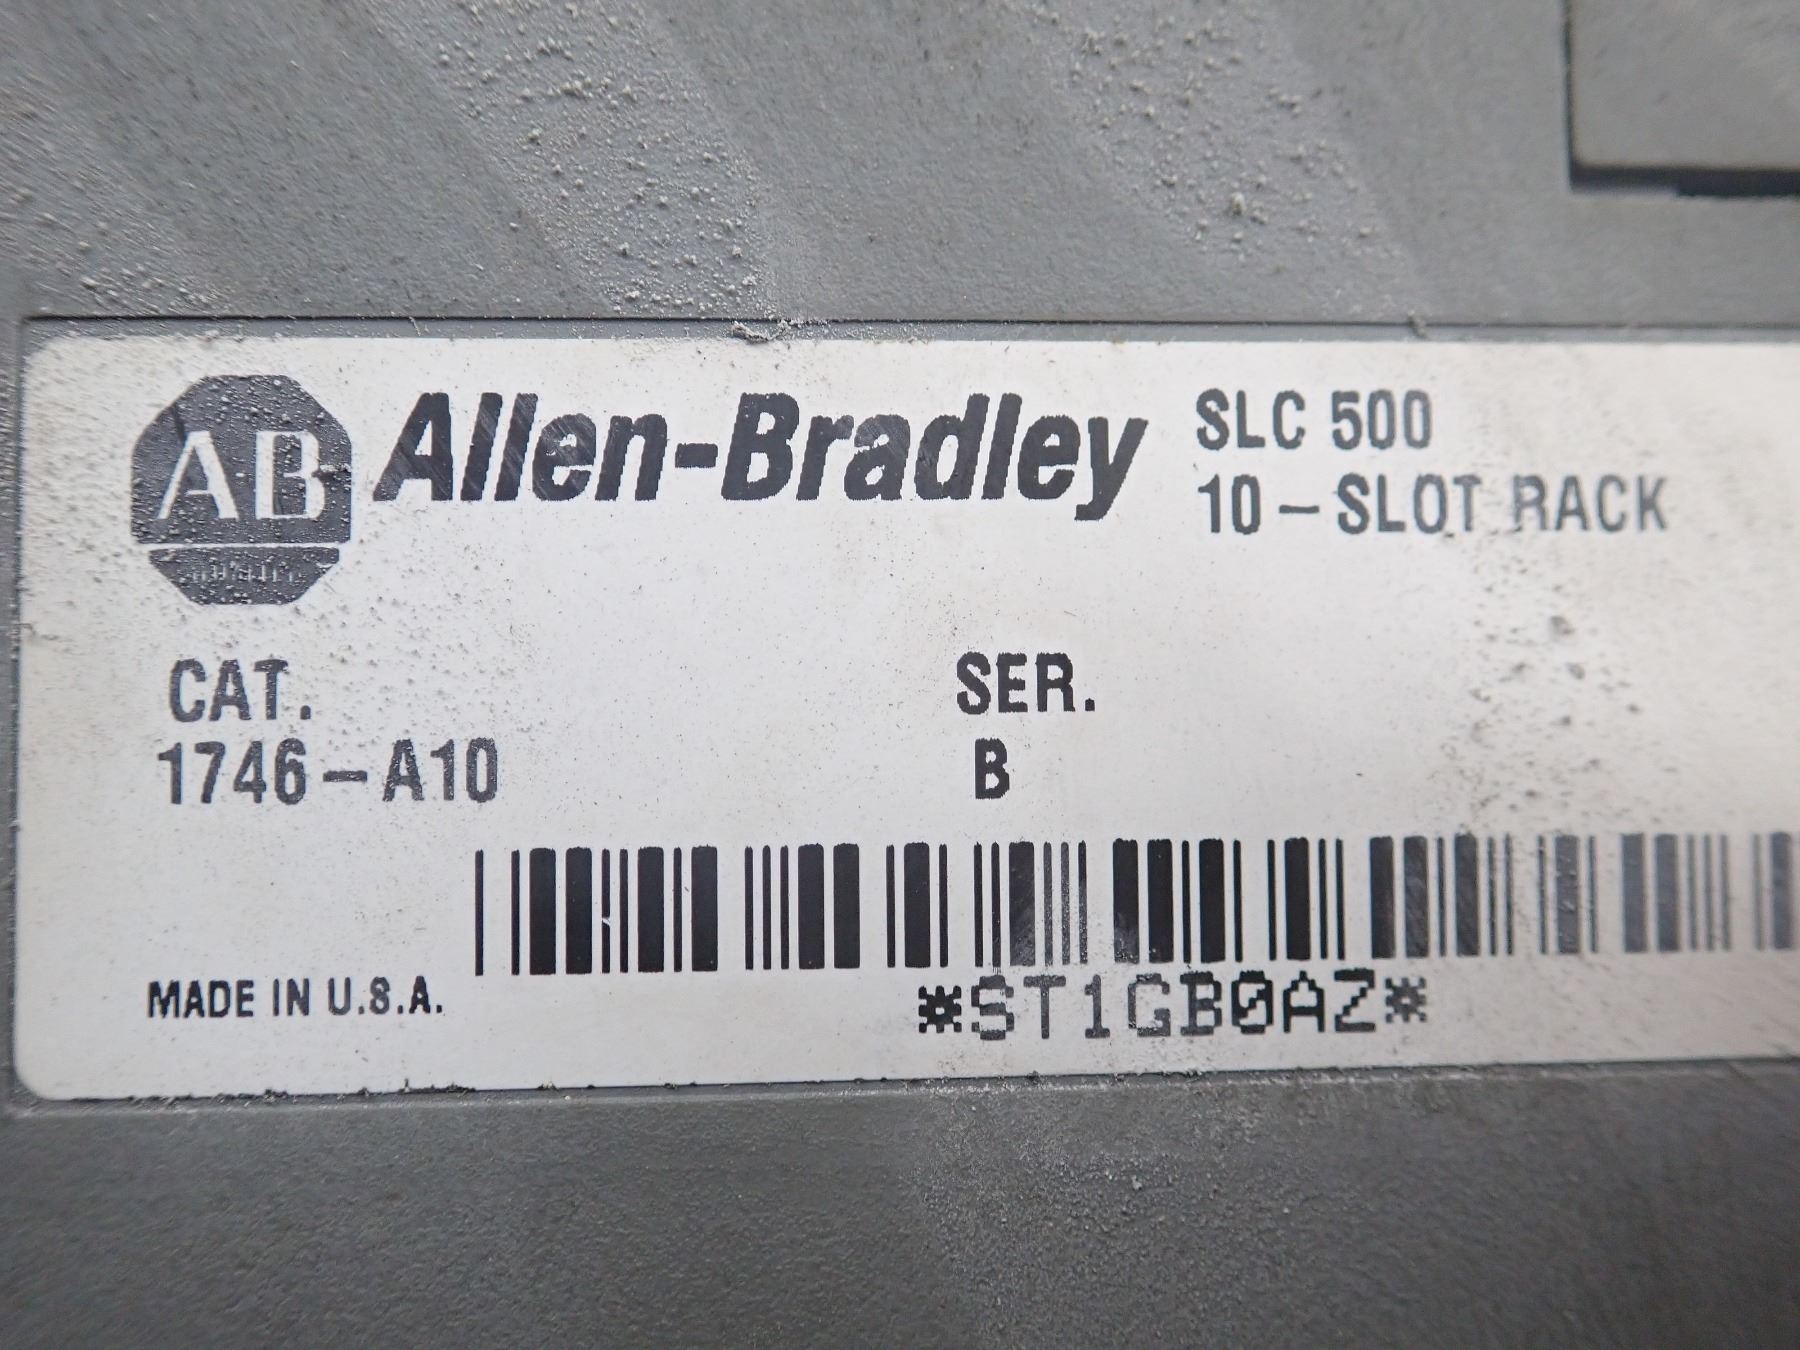 AB
Allen-Bradley
SLC 500
10-SLOT RACK
CAT.
SER.
1746-A10
B
MADE IN U.S.A.
*ST1GB0AZ*